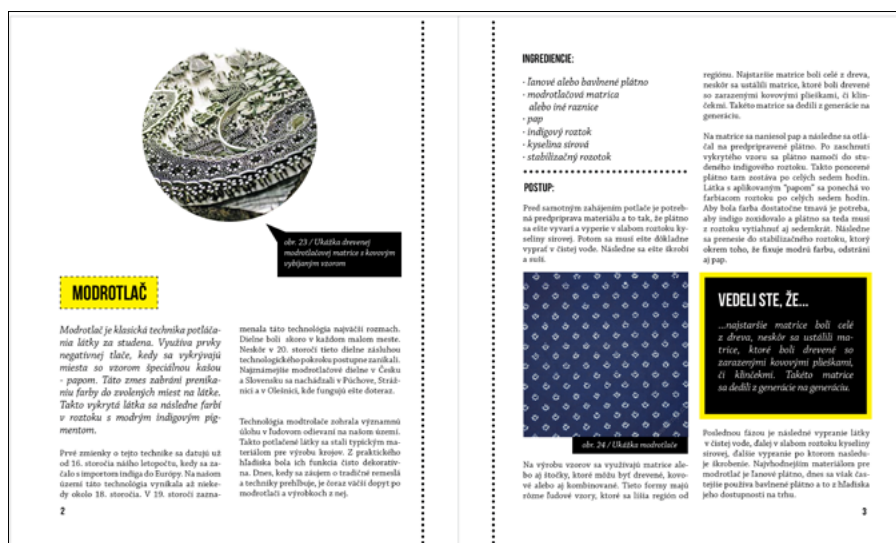 obr. 23 / Ukážka drevenej
modrotlačovej matrice s kovovým
vybíjaným vzorom
MODROTLAČ
Modrotlač je klasická technika potláča-
nia látky za studena. Využíva prvky
negatívnej tlače, kedy sa vykrývajú
miesta so vzorom špeciálnou kašou
- papom. Táto zmes zabráni preniká-
niu farby do zvolených miest na láteke.
Takto vykrytá látka sa následne farbí
v roztoku s modrým indigovým pig-
mentom.
Prvé zmienky o tejto technike sa datujú už
od 16. storočia nášho letopočtu, kedy sa za-
čalo s importom indiga do Európy. Na našom
území táto technológia vynikala až nieke-
dy okolo 18. storočia. V 19. storočí zazna-
menala táto technológia najväčší rozmach.
Dielne boli skoro v každom malom meste.
Neskôr v 20. storočí tieto dielne zásluhou
technologického pokroku postupne zanikali.
Najznámejšie modrotlačové dielne v Česku
a Slovensku sa nachádzali v Púchove, Stráž-
nici a v Olešnici, kde fungujú ešte doteraz.
Technológia modtrolače zohrala významnú
úlohu v ľudovom odievaní na našom území.
Takto potlačené látky sa stali typickým ma-
teriálom pre výrobu krojov. Z praktického
hľadiska bola ich funkcia čisto dekoratív-
na. Dnes, kedy sa záujem o tradičné remeslá
a techniky prehlbuje, je čoraz väčší dopyt po
modrotlači a výrobkoch z nej.
2
INGREDIENCIE:
- ľanové alebo bavlnené plátno
- modrotlačová matrica
alebo iné raznice
- pap
- indigový roztok
- kyselina sírová
- stabilizačný rozotok
POSTUP:
Pred samotným zahájením potlače je potreb-
ná predpríprava materiálu a to tak, že plátno
sa ešte vyvarí a vyperie v slabom roztoku ky-
seliny sírovej. Potom sa musí ešte dôkladne
vyprať v čistej vode. Následne sa ešte škrobí
a suší.
obr. 24 / Ukážka modrotlače
Na výrobu vzorov sa využívajú matrice ale-
bo aj štočky, ktoré môžu byť drevené, kovo-
vé alebo aj kombinované. Tieto formy majú
rôzne ľudové vzory, ktoré sa líšia región od
regiónu. Najstaršie matrice boli celé z dreva,
neskôr sa ustálili matrice, ktoré boli drevené
so zarazenými kovovými plieškami, či klin-
čekmi. Takéto matrice sa dedili z generácie na
generáciu.
Na matrice sa naniesol pap a následne sa otlá-
čal na predpripravené plátno. Po zaschnutí
vykrytého vzoru sa plátno namočí do stu-
deného indigového roztoku. Takto ponorené
plátno tam zostáva po celých sedem hodín.
Látka s aplikovaným "papom" sa ponechá vo
farbiacom roztoku po celých sedem hodín.
Aby bola farba dostatočne tmavá je potreba,
aby indigo zoxidovalo a plátno sa teda musí
z roztoku vytiahnuť aj sedemkrát. Následne
sa prenesie do stabilizačného roztoku, ktorý
okrem toho, že fixuje modrú farbu, odstráni
aj pap.
VEDELI STE, ŽE...
...najstaršie matrice boli celé
z dreva, neskôr sa ustálili ma-
trice, ktoré boli drevené so
zarazenými kovovými plieškami,
či klinčekmi. Takéto matrice
sa dedili z generácie na generáciu.
Poslednou fázou je následné vypranie látky
v čistej vode, ďalej v slabom roztoku kyseliny
sírovej, ďalšie vypranie po ktorom nasledu-
je škrobenie. Najvhodnejším materiálom pre
modrotlač je ľanové plátno, dnes sa však čas-
tejšie používa bavlnené plátno a to z hľadiska
jeho dostupnosti na trhu.
3